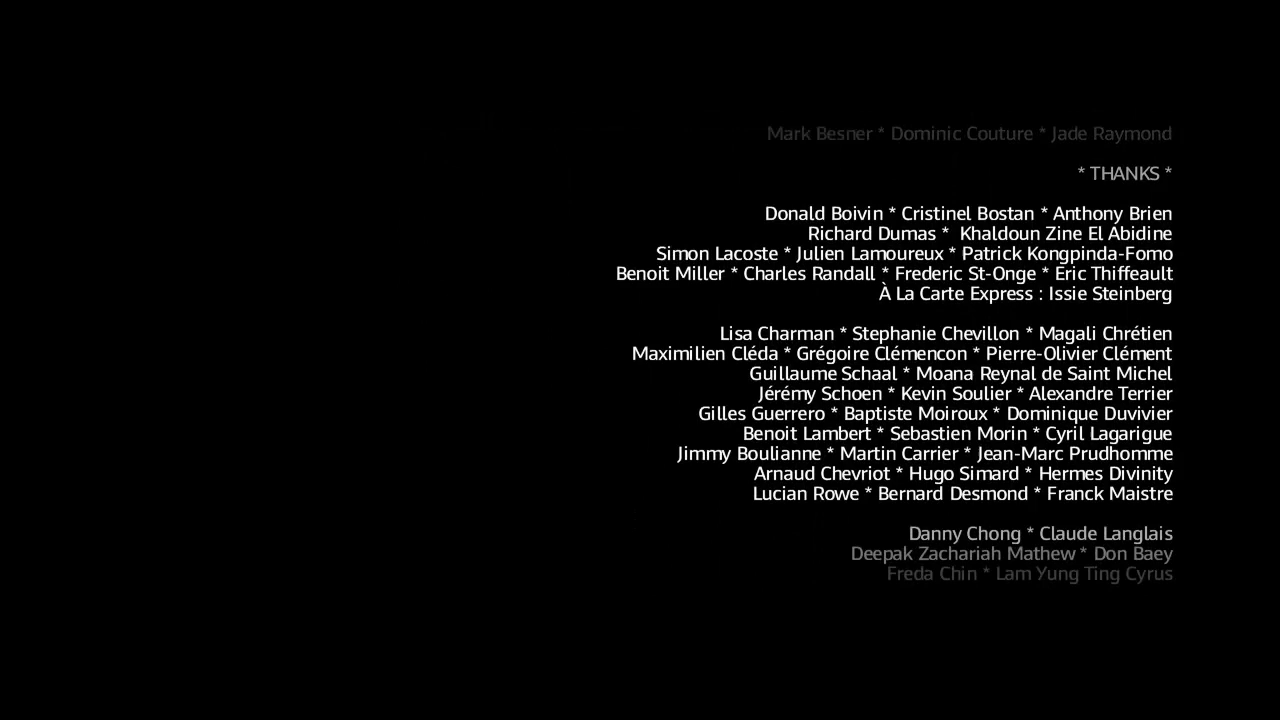 Mark Besner * Dominic Couture * Jade Raymond
* THANKS *
Donald Boivin * Cristinel Bostan * Anthony Brien
Richard Dumas *  Khaldoun Zine El Abidine
Simon Lacoste * Julien Lamoureux * Patrick Kongpinda-Fomo
Benoit Miller * Charles Randall * Frederic St-Onge * Eric Thiffeault
À La Carte Express : Issie Steinberg
Lisa Charman * Stephanie Chevillon * Magali Chrétien
Maximilien Cléda * Grégoire Clémencon * Pierre-Olivier Clément
Guillaume Schaal * Moana Reynal de Saint Michel
Jérémy Schoen * Kevin Soulier * Alexandre Terrier
Gilles Guerrero * Baptiste Moiroux * Dominique Duvivier
Benoit Lambert * Sebastien Morin * Cyril Lagarigue
Jimmy Boulianne * Martin Carrier * Jean-Marc Prudhomme
Arnaud Chevriot * Hugo Simard * Hermes Divinity
Lucian Rowe * Bernard Desmond * Franck Maistre
Danny Chong * Claude Langlais
Deepak Zachariah Mathew * Don Baey
Freda Chin * Lam Yung Ting Cyrus